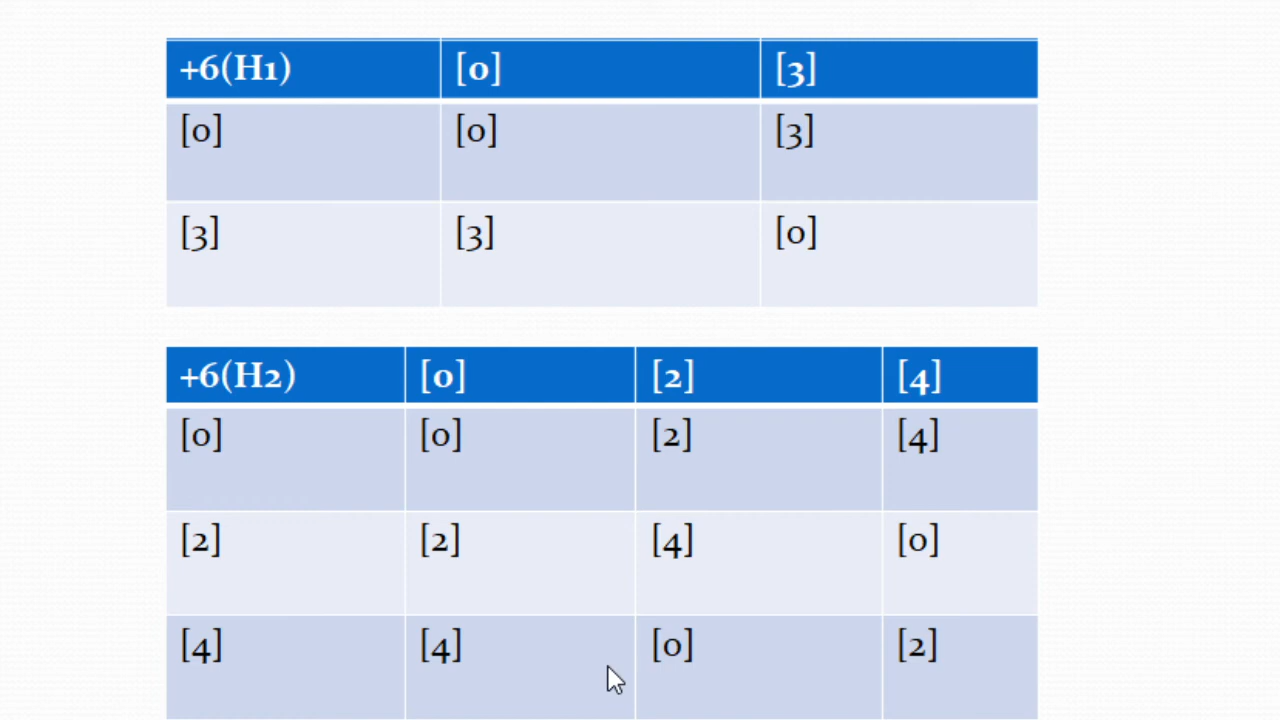 +6(H1) [0] [3]
[0] [0] [3]
[3] [3] [0]
+6(H2) [0] [2] [4]
[0] [0] [2] [4]
[2] [2] [4] [0]
[4] [4] [0] [2]